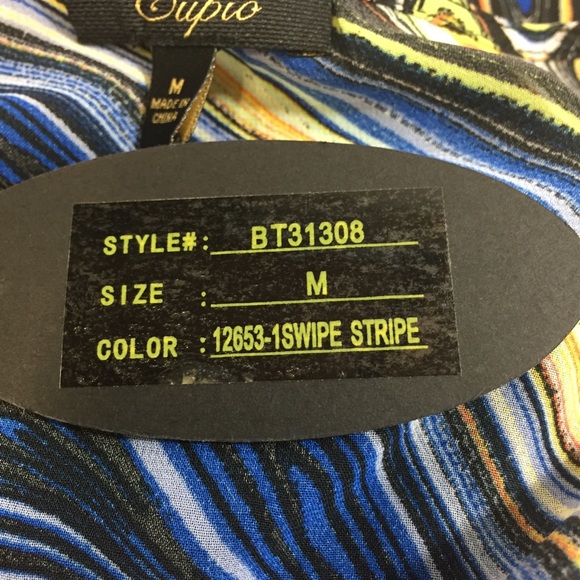 Cupio
M
MADE IN
CHINA
STYLE#: BT31308
SIZE : M
COLOR : 12653-1SWIPE STRIPE